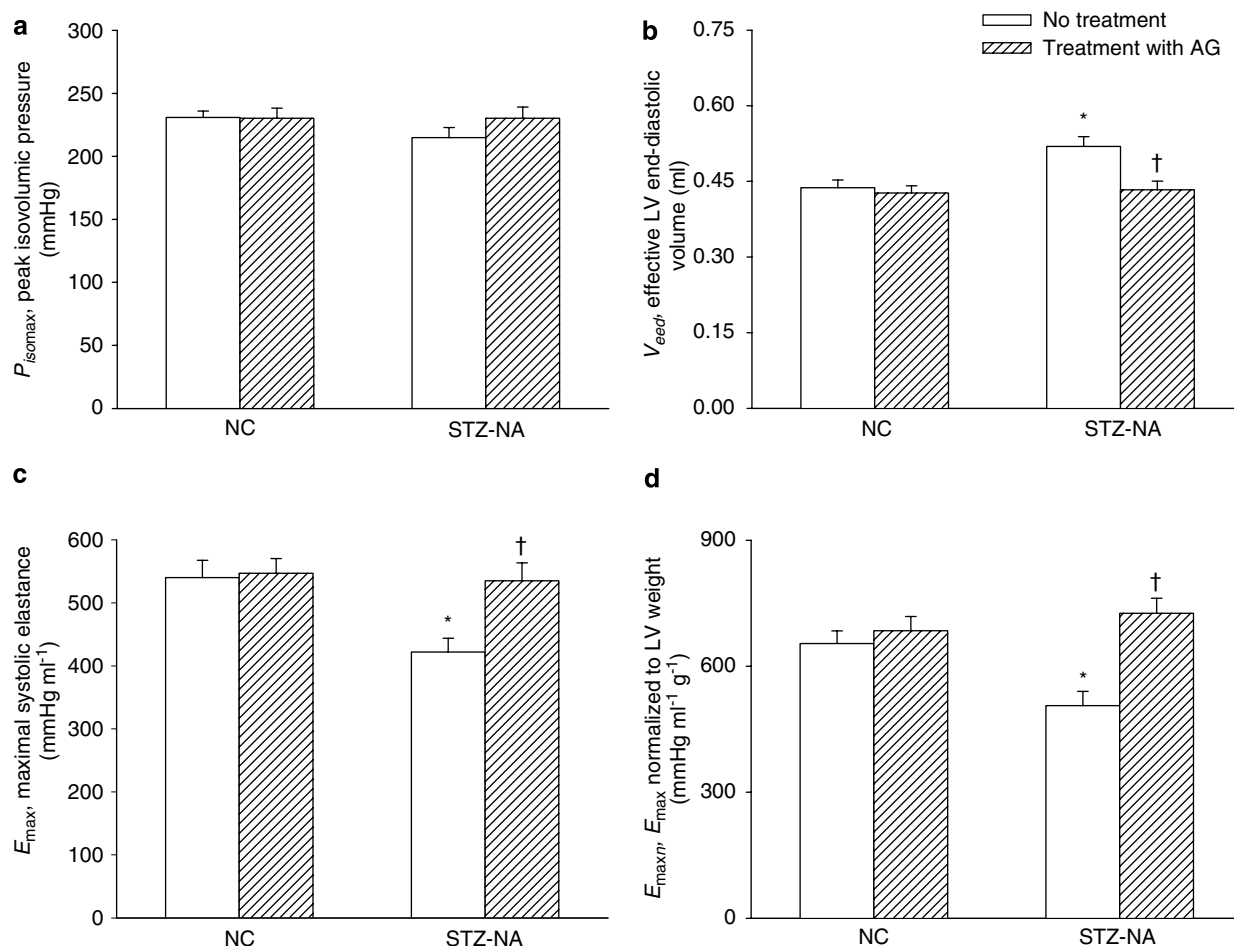 a
300
250
200
150
100
50
0
P_isomax, peak isovolumic pressure
(mmHg)
NC
STZ-NA
b
No treatment
Treatment with AG
0.75
0.60
0.45
0.30
0.15
0.00
V_eed, effective LV end-diastolic
volume (ml)
*
†
NC
STZ-NA
c
600
500
400
300
200
100
0
E_max, maximal systolic elastance
(mmHg ml⁻¹)
*
†
NC
STZ-NA
d
900
600
300
0
E_maxn, E_max normalized to LV weight
(mmHg ml⁻¹ g⁻¹)
*
†
NC
STZ-NA